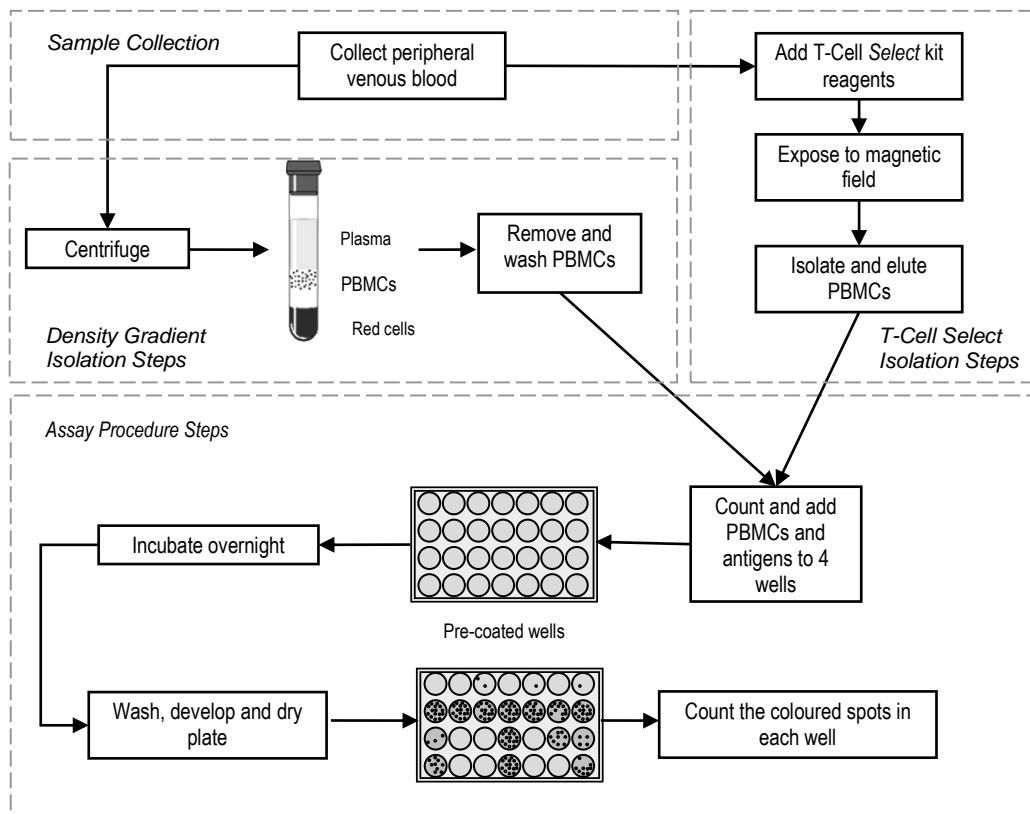 Sample Collection
Collect peripheral
venous blood
Add T-Cell Select kit
reagents
Expose to magnetic
field
Isolate and elute
PBMCs
T-Cell Select
Isolation Steps
Centrifuge
Plasma
PBMCs
Red cells
Remove and
wash PBMCs
Density Gradient
Isolation Steps
Assay Procedure Steps
Count and add
PBMCs and
antigens to 4
wells
Incubate overnight
Pre-coated wells
Wash, develop and dry
plate
Count the coloured spots in
each well